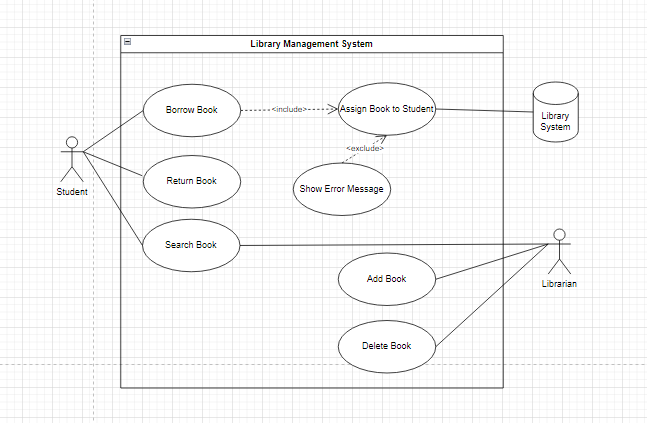 Library Management System
Borrow Book
<include>
Assign Book to Student
Library
System
<exclude>
Student
Return Book
Show Error Message
Search Book
Librarian
Add Book
Delete Book